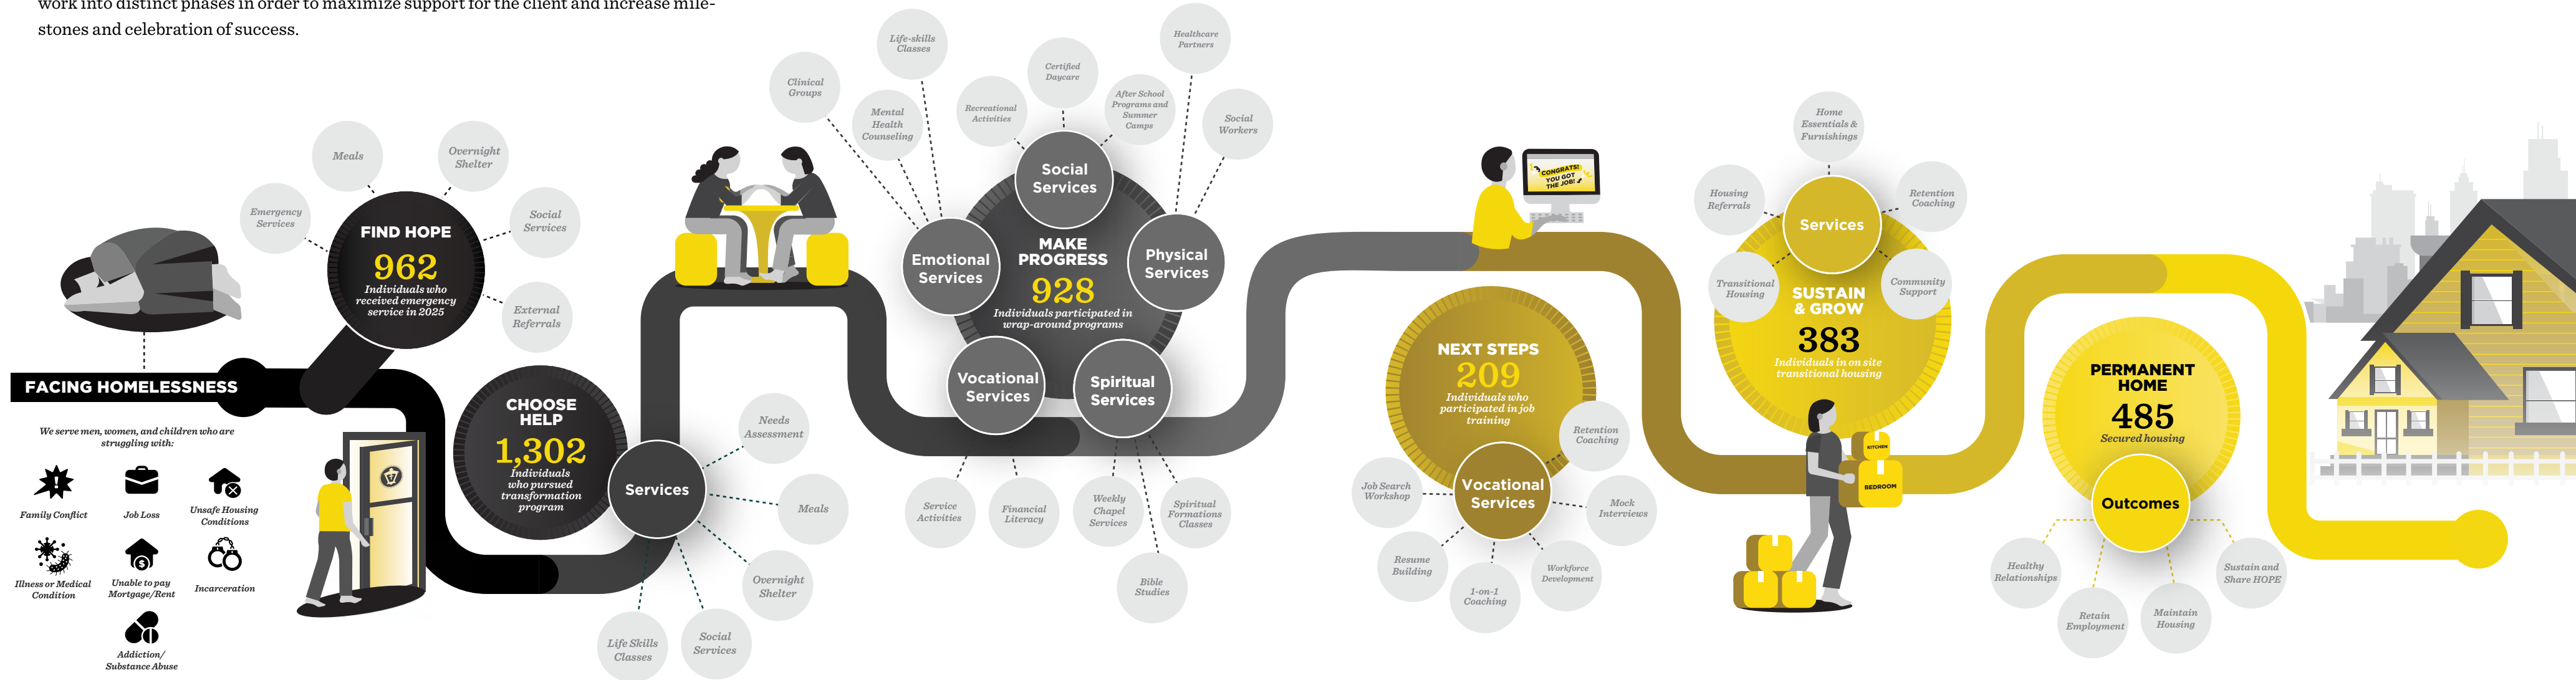 work into distinct phases in order to maximize support for the client and increase mile-
stones and celebration of success.
FACING HOMELESSNESS
We serve men, women, and children who are
struggling with:
Family Conflict
Job Loss
Unsafe Housing
Conditions
Illness or Medical
Condition
Unable to pay
Mortgage/Rent
Incarceration
Addiction/
Substance Abuse
Emergency
Services
Meals
Overnight
Shelter
Social
Services
External
Referrals
FIND HOPE
962
Individuals who
received emergency
service in 2025
CHOOSE
HELP
1,302
Individuals
who pursued
transformation
program
Services
Needs
Assessment
Meals
Overnight
Shelter
Social
Services
Life Skills
Classes
Clinical
Groups
Life-skills
Classes
Mental
Health
Counseling
Recreational
Activities
Certified
Daycare
After School
Programs and
Summer
Camps
Healthcare
Partners
Social
Workers
Social
Services
Emotional
Services
MAKE
PROGRESS
928
Individuals participated in
wrap-around programs
Physical
Services
Vocational
Services
Spiritual
Services
Service
Activities
Financial
Literacy
Weekly
Chapel
Services
Spiritual
Formations
Classes
Bible
Studies
CONGRATS!
YOU GOT
THE JOB!
NEXT STEPS
209
Individuals who
participated in job
training
Vocational
Services
Retention
Coaching
Job Search
Workshop
Mock
Interviews
Resume
Building
1-on-1
Coaching
Workforce
Development
Home
Essentials &
Furnishings
Housing
Referrals
Retention
Coaching
Services
Transitional
Housing
Community
Support
SUSTAIN
& GROW
383
Individuals in on site
transitional housing
KITCHEN
BEDROOM
PERMANENT
HOME
485
Secured housing
Outcomes
Healthy
Relationships
Retain
Employment
Maintain
Housing
Sustain and
Share HOPE